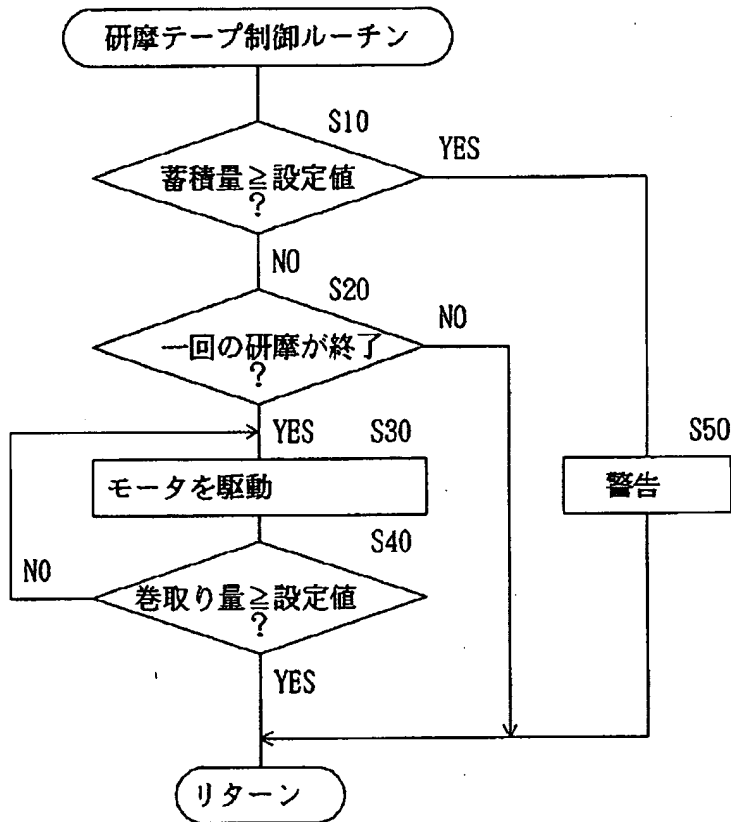 研摩テープ制御ルーチン
S10
YES
蓄積量≧設定値
?
NO
S20
NO
一回の研摩が終了
?
YES
S30
S50
モータを駆動
警告
S40
NO
巻取り量≧設定値
?
YES
リターン